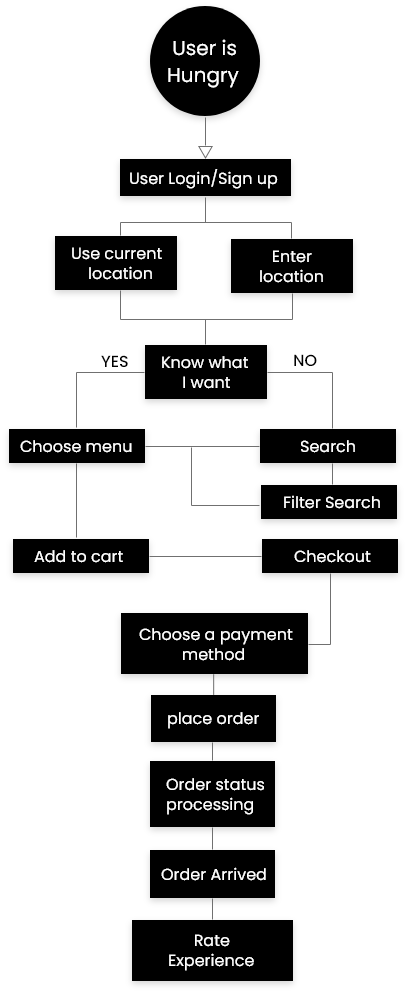 User is
Hungry
User Login/Sign up
Use current
location
Enter
location
YES
Know what
I want
NO
Choose menu
Search
Filter Search
Add to cart
Checkout
Choose a payment
method
place order
Order status
processing
Order Arrived
Rate
Experience